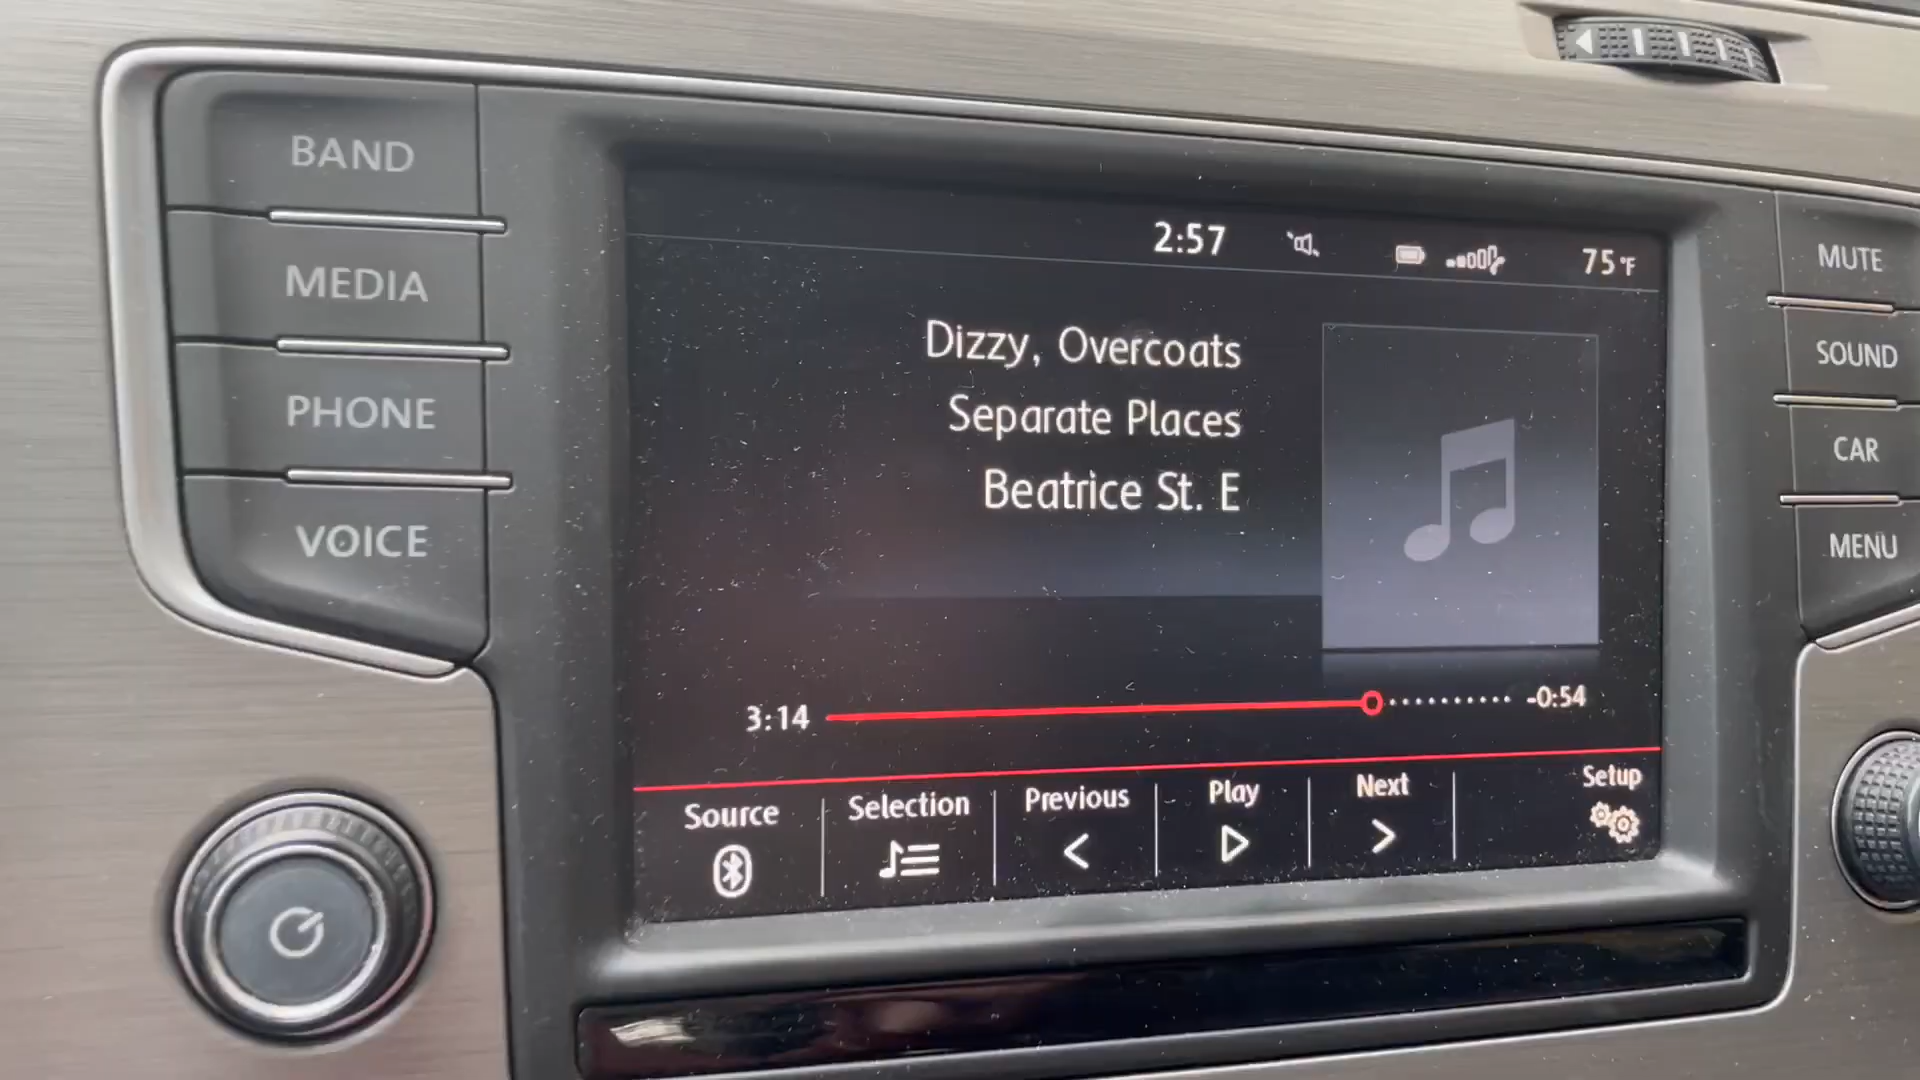 BAND
MEDIA
PHONE
VOICE
2:57
75°F
Dizzy, Overcoats
Separate Places
Beatrice St. E
3:14
-0:54
Source
Selection
Previous
Play
Next
Setup
MUTE
SOUND
CAR
MENU